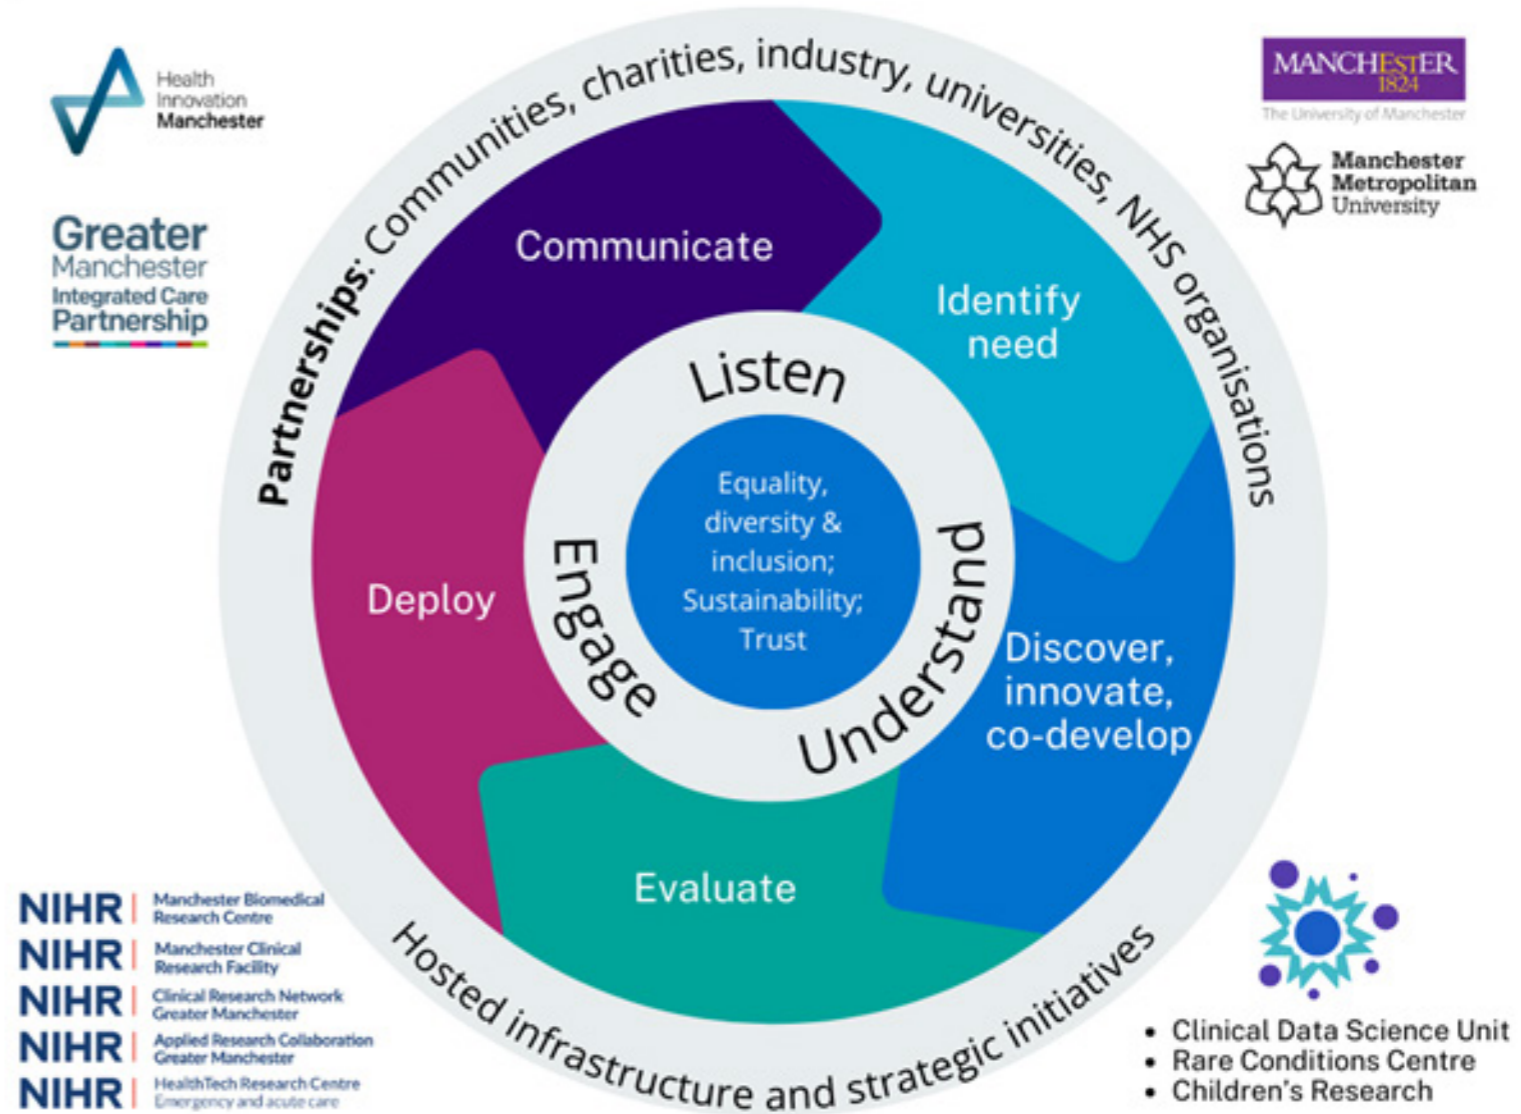 Health
Innovation
Manchester
Greater
Manchester
Integrated Care
Partnership
MANCHESTER
1824
The University of Manchester
Manchester
Metropolitan
University
Partnerships: Communities, charities, industry, universities, NHS organisations
Communicate
Identify
need
Discover,
innovate,
co-develop
Evaluate
Deploy
Listen
Understand
Engage
Equality,
diversity &
inclusion;
Sustainability;
Trust
Hosted infrastructure and strategic initiatives
NIHR | Manchester Biomedical
Research Centre
NIHR | Manchester Clinical
Research Facility
NIHR | Clinical Research Network
Greater Manchester
NIHR | Applied Research Collaboration
Greater Manchester
NIHR | HealthTech Research Centre
Emergency and acute care
• Clinical Data Science Unit
• Rare Conditions Centre
• Children's Research